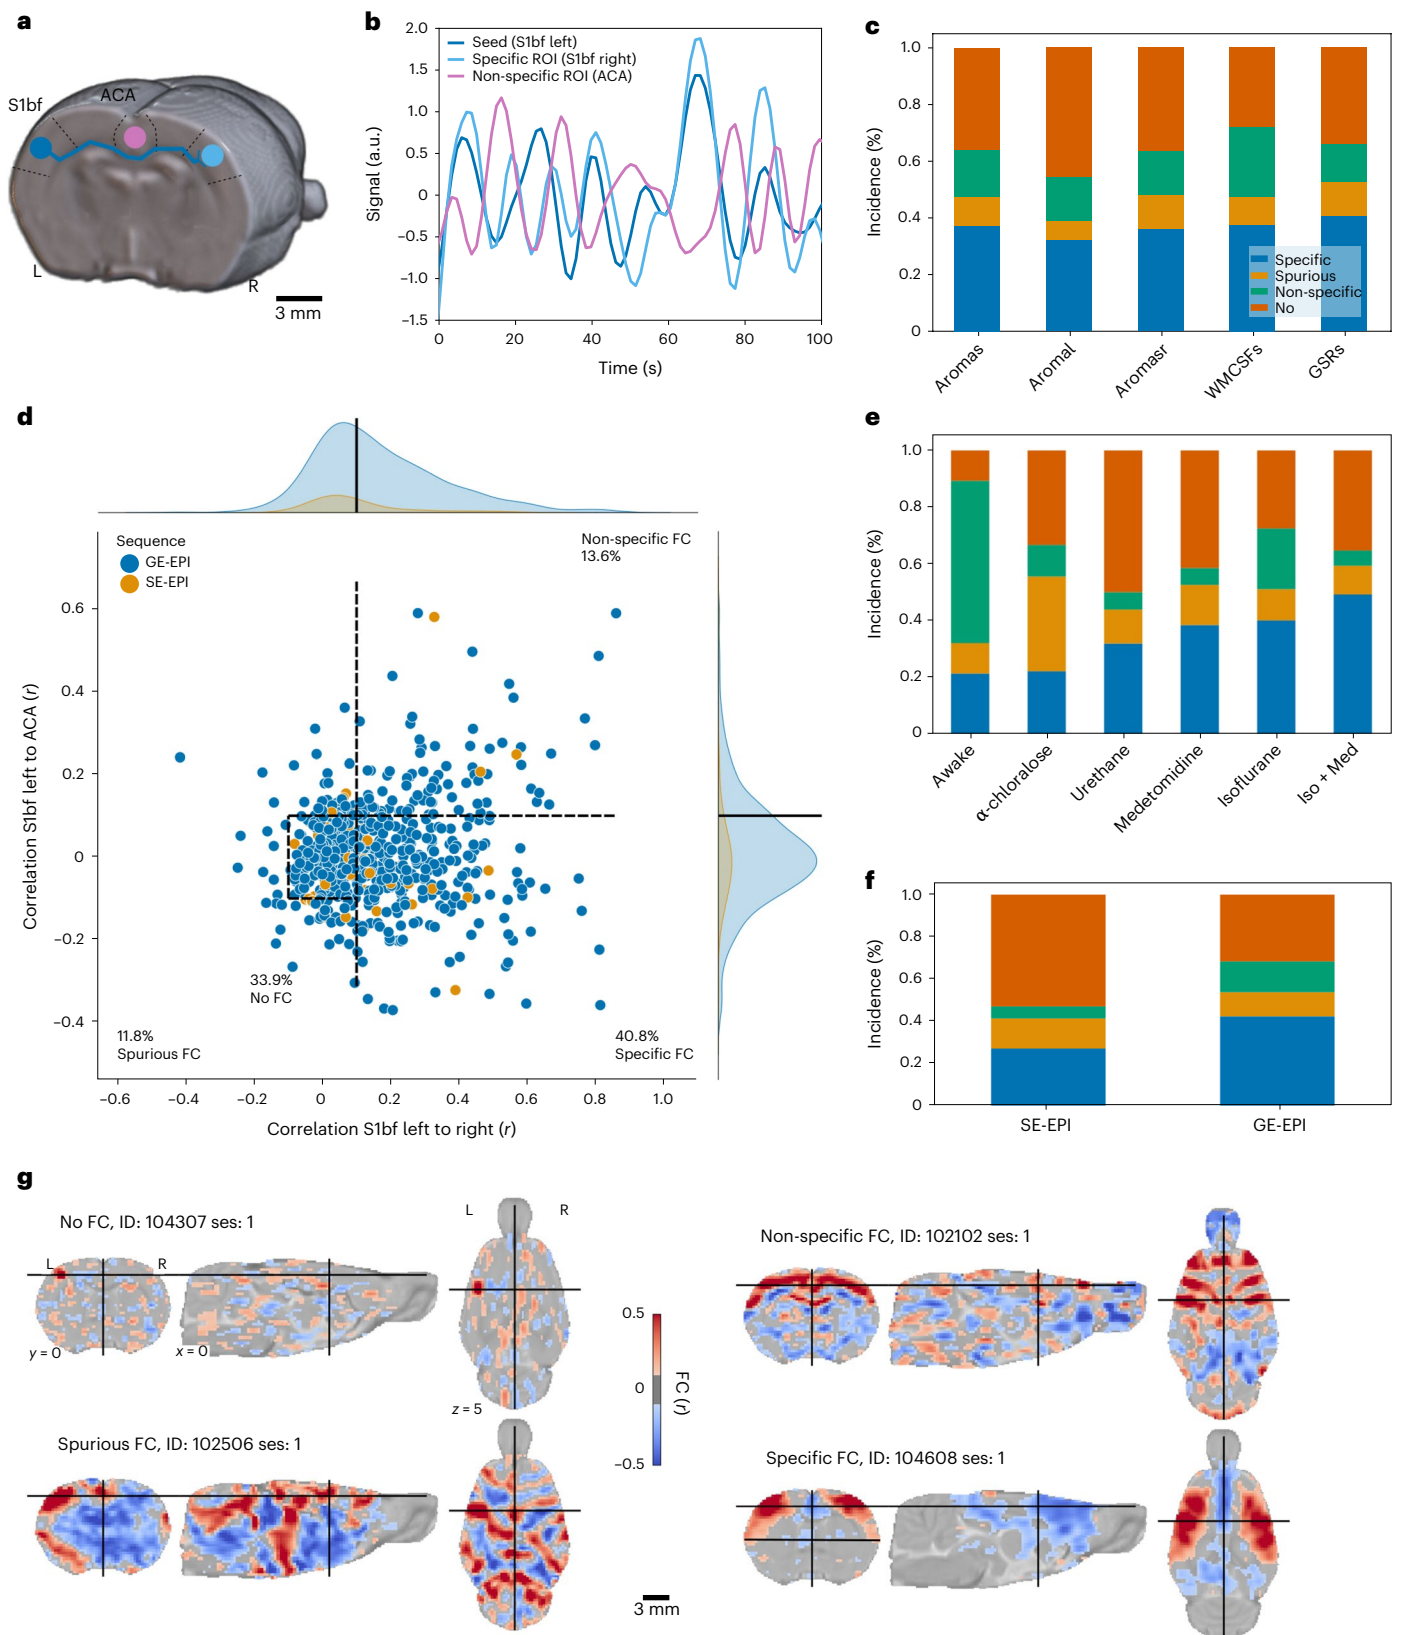 a
S1bf
ACA
L
R
3 mm
b
Seed (S1bf left)
Specific ROI (S1bf right)
Non-specific ROI (ACA)
Signal (a.u.)
2.0
1.5
1.0
0.5
0
−0.5
−1.0
−1.5
0 20 40 60 80 100
Time (s)
c
Incidence (%)
1.0
0.8
0.6
0.4
0.2
0
Specific
Spurious
Non-specific
No
Aromas
Aromal
Aromasr
WMCSFs
GSRs
d
Sequence
GE-EPI
SE-EPI
Non-specific FC
13.6%
33.9%
No FC
11.8%
Spurious FC
40.8%
Specific FC
Correlation S1bf left to ACA (r)
0.6
0.4
0.2
0
−0.2
−0.4
−0.6 −0.4 −0.2 0 0.2 0.4 0.6 0.8 1.0
Correlation S1bf left to right (r)
e
Incidence (%)
1.0
0.8
0.6
0.4
0.2
0
Awake
α-chloralose
Urethane
Medetomidine
Isoflurane
Iso + Med
f
Incidence (%)
1.0
0.8
0.6
0.4
0.2
0
SE-EPI GE-EPI
g
No FC, ID: 104307 ses: 1
L R
L R
y = 0
x = 0
z = 5
Non-specific FC, ID: 102102 ses: 1
0.5
0
−0.5
FC (r)
Spurious FC, ID: 102506 ses: 1
Specific FC, ID: 104608 ses: 1
3 mm